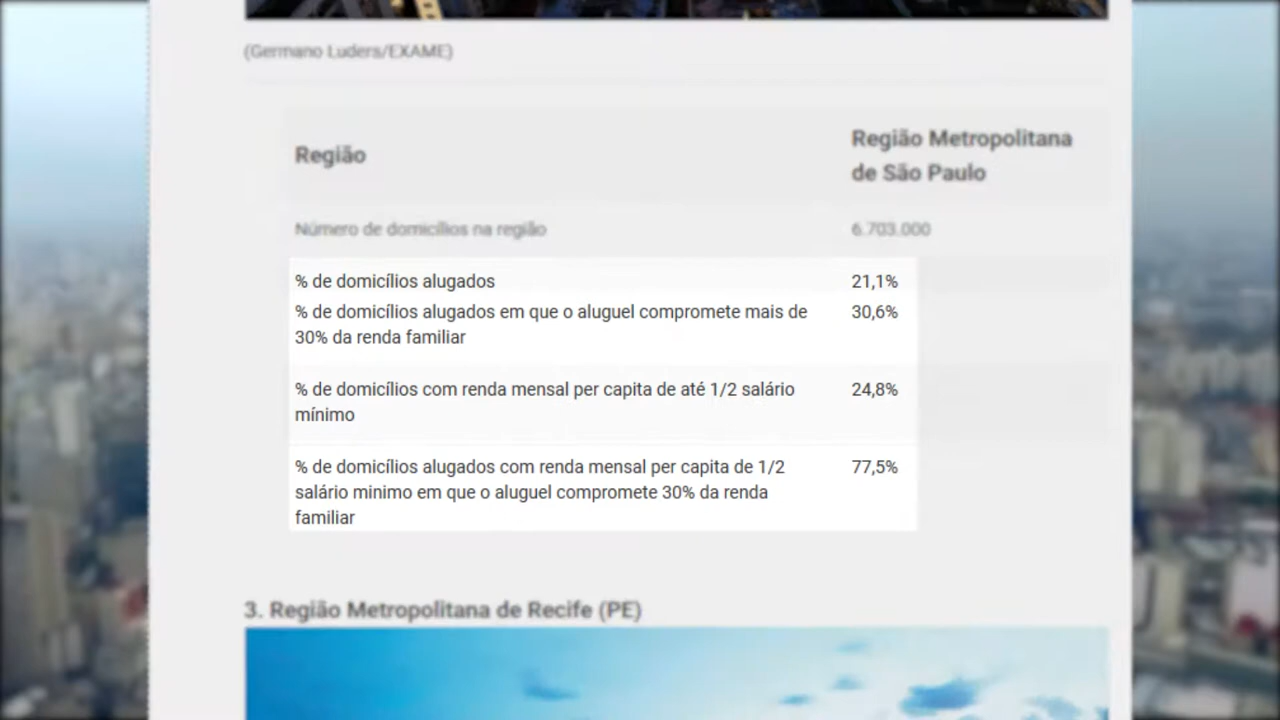 (Germano Luders/EXAME)
Região
Região Metropolitana
de São Paulo
Número de domicílios na região
6.703.000
% de domicílios alugados
21,1%
% de domicílios alugados em que o aluguel compromete mais de
30% da renda familiar
30,6%
% de domicílios com renda mensal per capita de até 1/2 salário
mínimo
24,8%
% de domicílios alugados com renda mensal per capita de 1/2
salário minimo em que o aluguel compromete 30% da renda
familiar
77,5%
3. Região Metropolitana de Recife (PE)